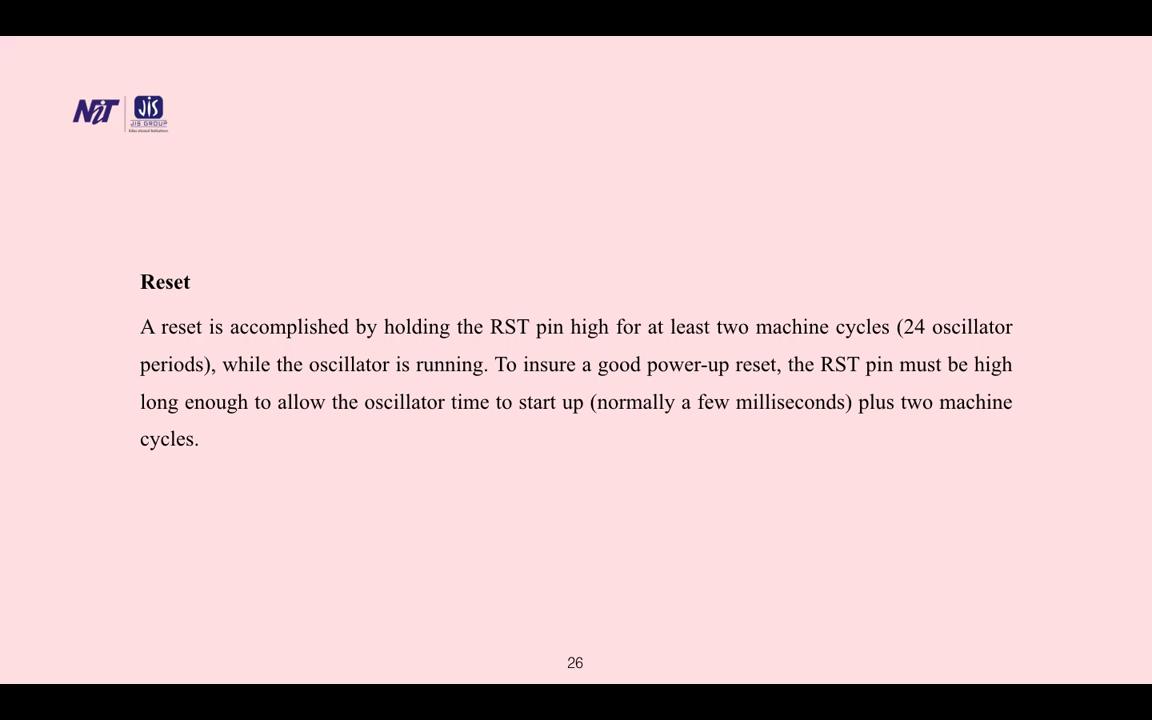 NiT
JIS
JIS GROUP
Educational Initiatives
Reset
A reset is accomplished by holding the RST pin high for at least two machine cycles (24 oscillator
periods), while the oscillator is running. To insure a good power-up reset, the RST pin must be high
long enough to allow the oscillator time to start up (normally a few milliseconds) plus two machine
cycles.
26